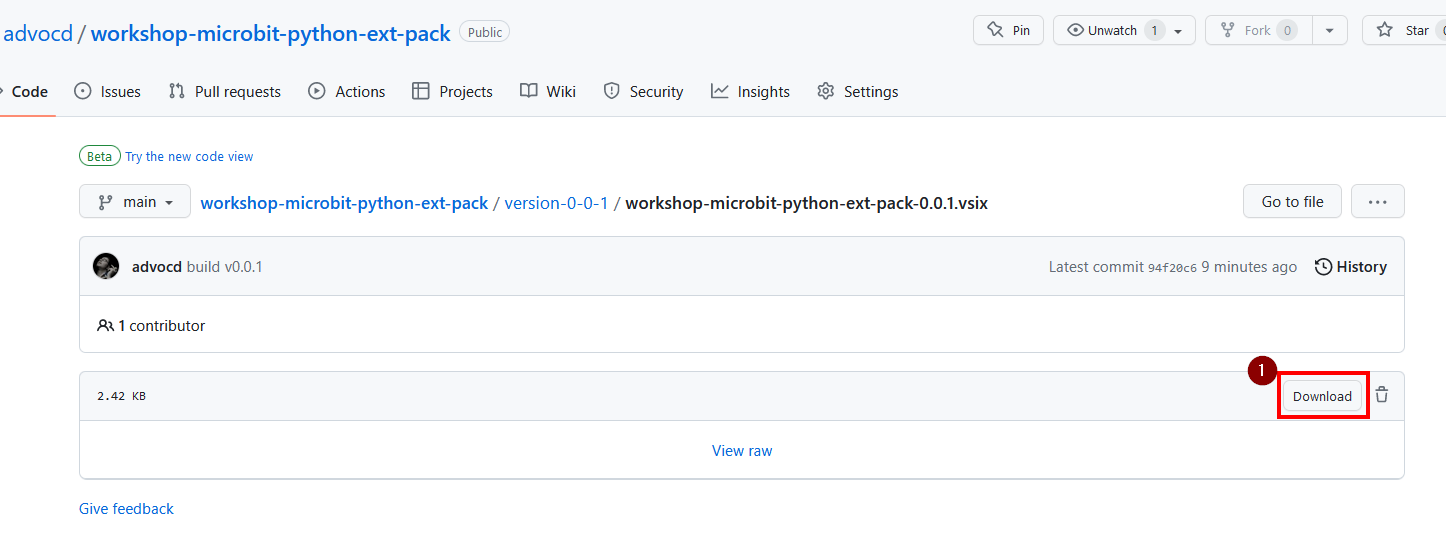 advocd / workshop-microbit-python-ext-pack Public Pin Unwatch 1 Fork 0 Star
Code Issues Pull requests Actions Projects Wiki Security Insights Settings
Beta Try the new code view
main workshop-microbit-python-ext-pack / version-0-0-1 / workshop-microbit-python-ext-pack-0.0.1.vsix Go to file ...
advocd build v0.0.1 Latest commit 94f20c6 9 minutes ago History
1 contributor
1
2.42 KB Download
View raw
Give feedback